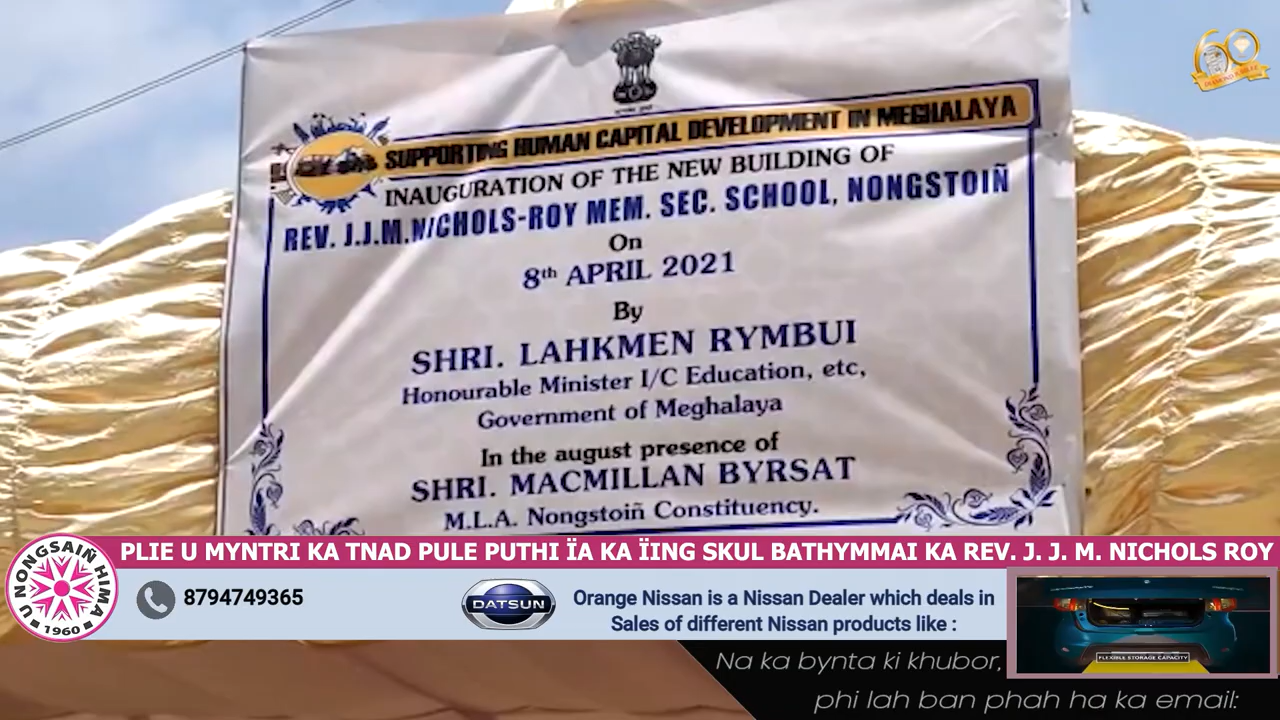 60
DIAMOND JUBILEE
SUPPORTING HUMAN CAPITAL DEVELOPMENT IN MEGHALAYA
INAUGURATION OF THE NEW BUILDING OF
REV. J.J.M.NICHOLS-ROY MEM. SEC. SCHOOL, NONGSTOIÑ
On
8th APRIL 2021
By
SHRI. LAHKMEN RYMBUI
Honourable Minister I/C Education, etc,
Government of Meghalaya
In the august presence of
SHRI. MACMILLAN BYRSAT
M.L.A. Nongstoiñ Constituency.
PLIE U MYNTRI KA TNAD PULE PUTHI ÏA KA ÏING SKUL BATHYMMAI KA REV. J. J. M. NICHOLS ROY
U NONGSAIÑ HIMA
1960
8794749365
DATSUN
Orange Nissan is a Nissan Dealer which deals in
Sales of different Nissan products like :
FLEXIBLE STORAGE CAPACITY
Na ka bynta ki khubor,
phi lah ban phah ha ka email: